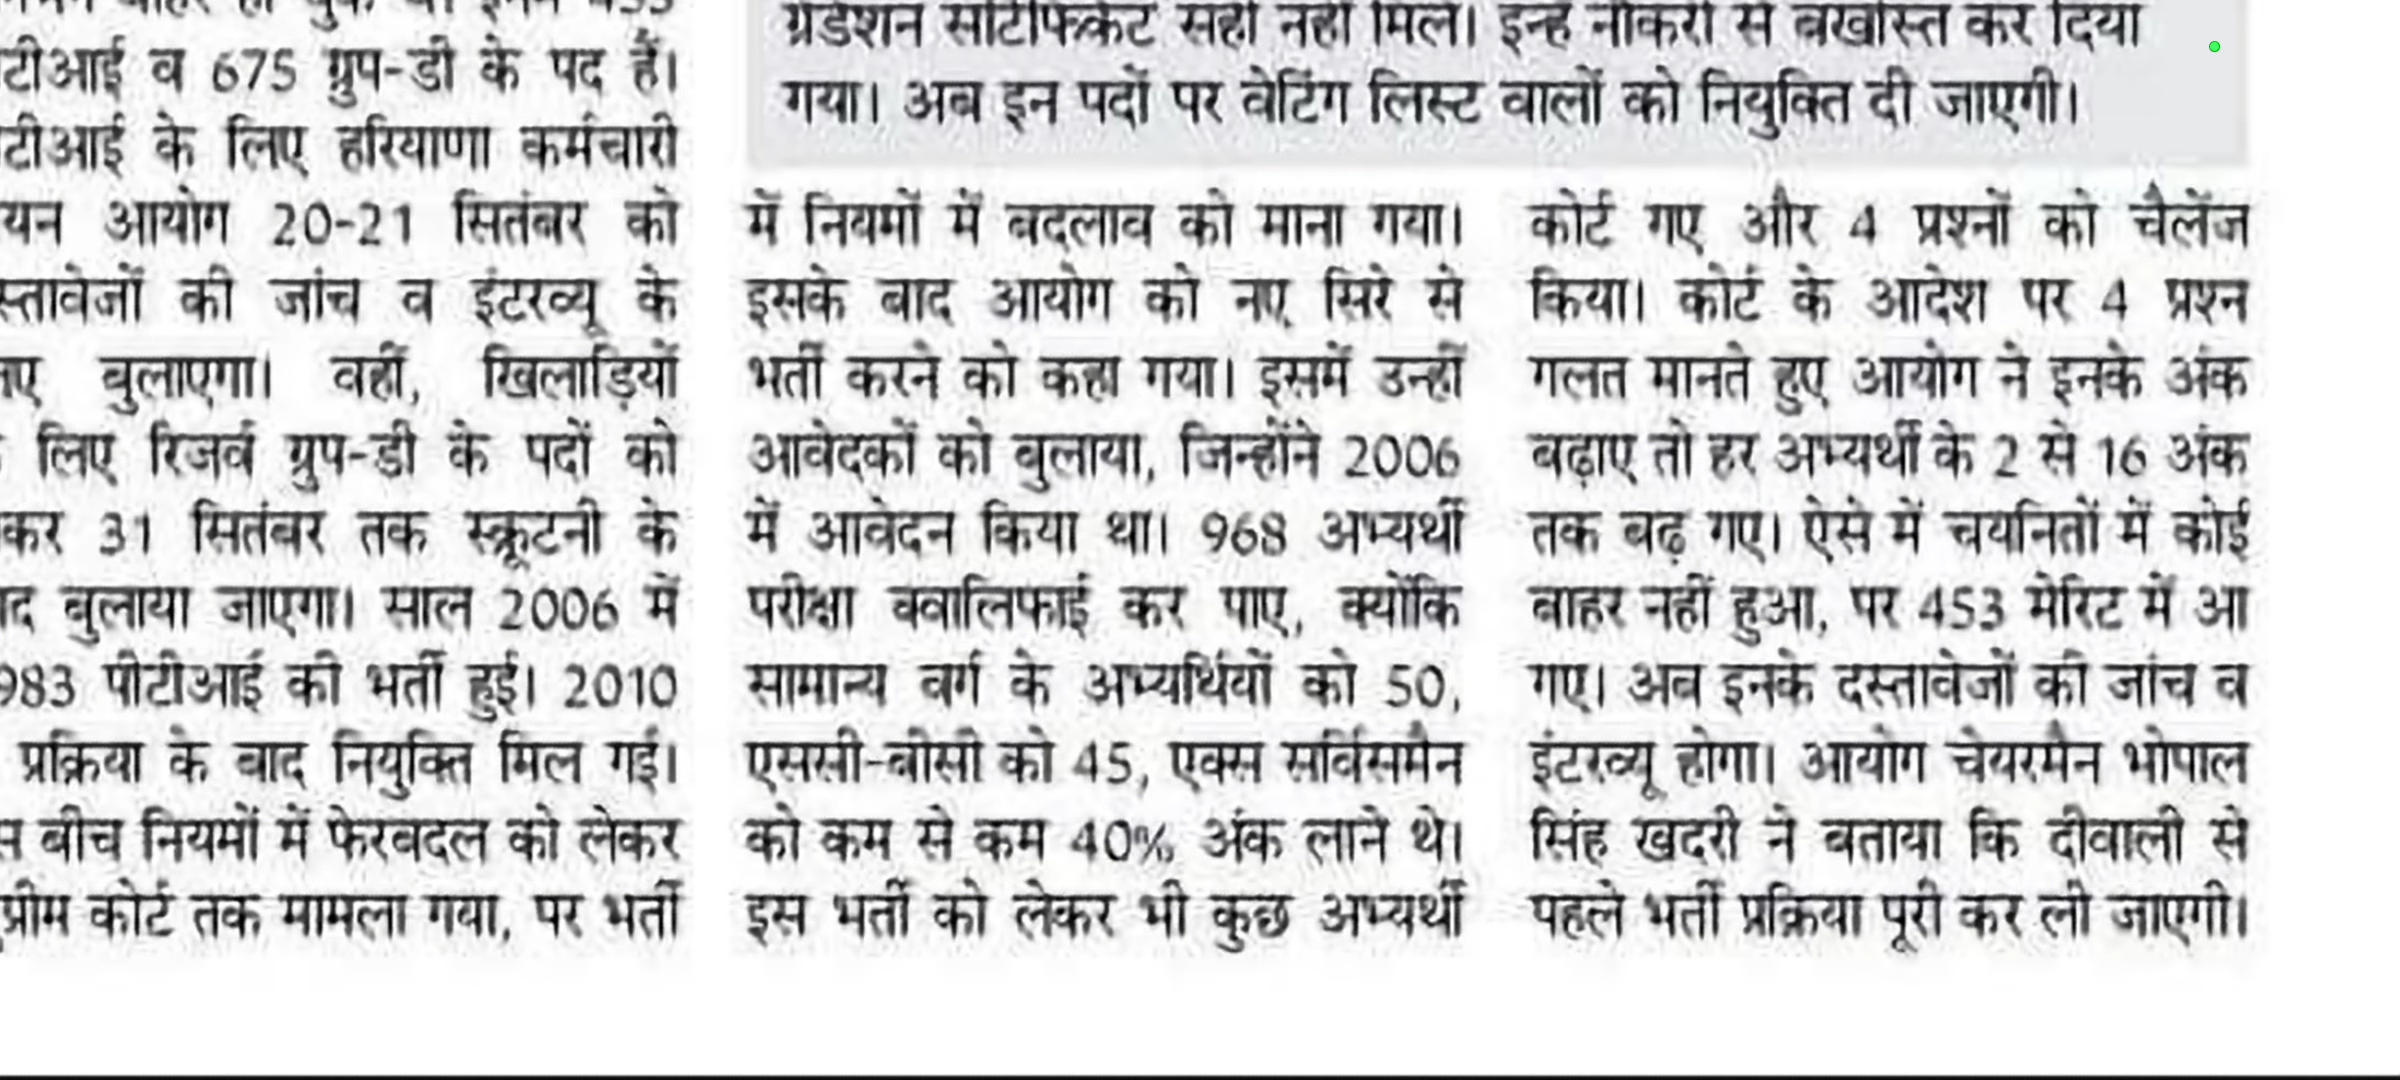 टीआई व 675 ग्रुप-डी के पद हैं।
टीआई के लिए हरियाणा कर्मचारी
यन आयोग 20-21 सितंबर को
स्तावेजों की जांच व इंटरव्यू के
बुलाएगा। वहीं, खिलाड़ियों
लिए रिजर्व ग्रुप-डी के पदों को
कर 31 सितंबर तक स्क्रूटनी के
बुलाया जाएगा। साल 2006 में
983 पीटीआई की भर्ती हुई। 2010
प्रक्रिया के बाद नियुक्ति मिल गई।
बीच नियमों में फेरबदल को लेकर
प्रीम कोर्ट तक मामला गया, पर भर्ती
ग्रेडेशन सर्टिफिकेट सही नहीं मिले। इन्हें नौकरी से बर्खास्त कर दिया
गया। अब इन पदों पर वेटिंग लिस्ट वालों को नियुक्ति दी जाएगी।
में नियमों में बदलाव को माना गया।
इसके बाद आयोग को नए सिरे से
भर्ती करने को कहा गया। इसमें उन्हीं
आवेदकों को बुलाया, जिन्होंने 2006
में आवेदन किया था। 968 अभ्यर्थी
परीक्षा क्वालिफाई कर पाए, क्योंकि
सामान्य वर्ग के अभ्यर्थियों को 50,
एससी-बीसी को 45, एक्स सर्विसमैन
को कम से कम 40% अंक लाने थे।
इस भर्ती को लेकर भी कुछ अभ्यर्थी
कोर्ट गए और 4 प्रश्नों को चैलेंज
किया। कोर्ट के आदेश पर 4 प्रश्न
गलत मानते हुए आयोग ने इनके अंक
बढ़ाए तो हर अभ्यर्थी के 2 से 16 अंक
तक बढ़ गए। ऐसे में चयनितों में कोई
बाहर नहीं हुआ, पर 453 मेरिट में आ
गए। अब इनके दस्तावेजों की जांच व
इंटरव्यू होगा। आयोग चेयरमैन भोपाल
सिंह खदरी ने बताया कि दीवाली से
पहले भर्ती प्रक्रिया पूरी कर ली जाएगी।